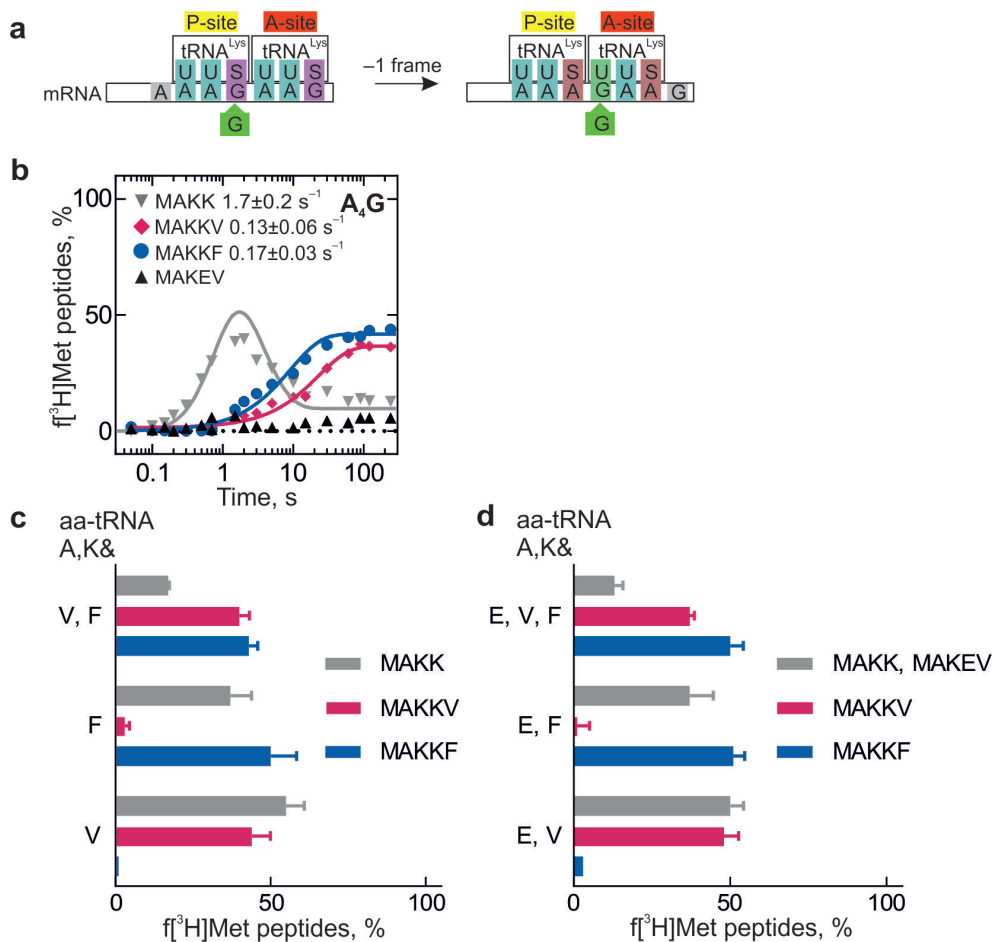 a
P-site A-site P-site A-site
tRNA^Lys tRNA^Lys –1 frame tRNA^Lys tRNA^Lys
U U S U U S U U S U U S
mRNA A A A G A A G A A A G A A G
G G
b
100 ▼ MAKK 1.7±0.2 s⁻¹ A₄G
◆ MAKKV 0.13±0.06 s⁻¹
● MAKKF 0.17±0.03 s⁻¹
▲ MAKEV
50
0
f[³H]Met peptides, %
0.1 1 10 100
Time, s
c
aa-tRNA
A,K&
V, F
F
V
MAKK
MAKKV
MAKKF
0 50 100
f[³H]Met peptides, %
d
aa-tRNA
A,K&
E, V, F
E, F
E, V
MAKK, MAKEV
MAKKV
MAKKF
0 50 100
f[³H]Met peptides, %